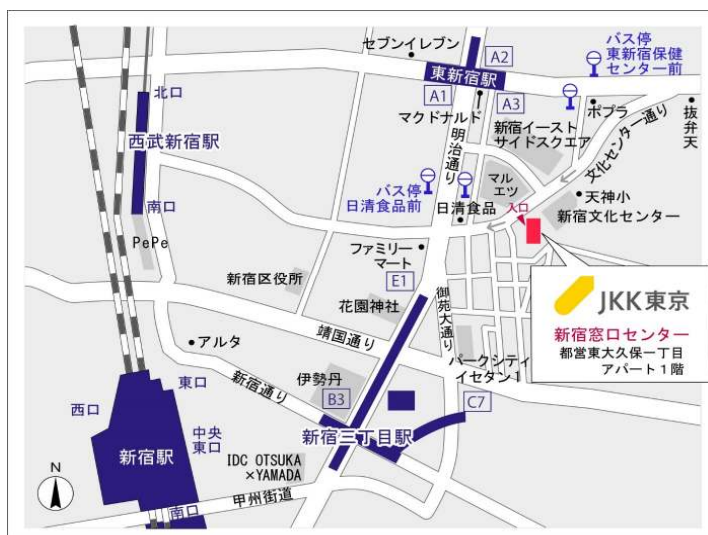 セブンイレブン
A2
バス停
東新宿保健
センター前
東新宿駅
A1
A3
マクドナルド
明治通り
新宿イースト
サイドスクエア
ポプラ
抜弁天
文化センター通り
北口
西武新宿駅
南口
PePe
バス停
日清食品前
マル
エツ
日清食品
入口
天神小
新宿文化センター
ファミリー
マート
新宿区役所
E1
花園神社
御苑大通り
靖国通り
JKK東京
新宿窓口センター
都営東大久保一丁目
アパート1階
アルタ
新宿通り
伊勢丹
パークシティ
イセタン1
B3
C7
西口
東口
中央
東口
新宿駅
新宿三丁目駅
IDC OTSUKA
×YAMADA
甲州街道
南口
N